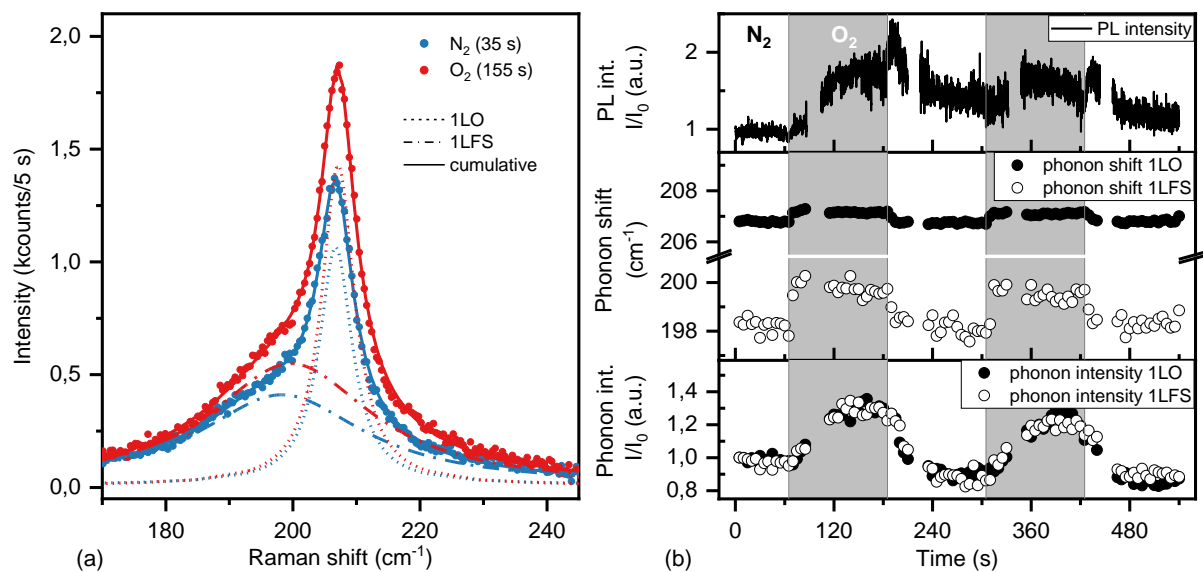 2,0
1,5
1,0
0,5
0,0
Intensity (kcounts/5 s)
N₂ (35 s)
O₂ (155 s)
1LO
1LFS
cumulative
180 200 220 240
(a) Raman shift (cm⁻¹)
N₂ O₂
PL intensity
2
1
PL int.
I/I₀ (a.u.)
phonon shift 1LO
phonon shift 1LFS
208
206
200
198
Phonon shift
(cm⁻¹)
phonon intensity 1LO
phonon intensity 1LFS
1,4
1,2
1,0
0,8
Phonon int.
I/I₀ (a.u.)
0 120 240 360 480
(b) Time (s)